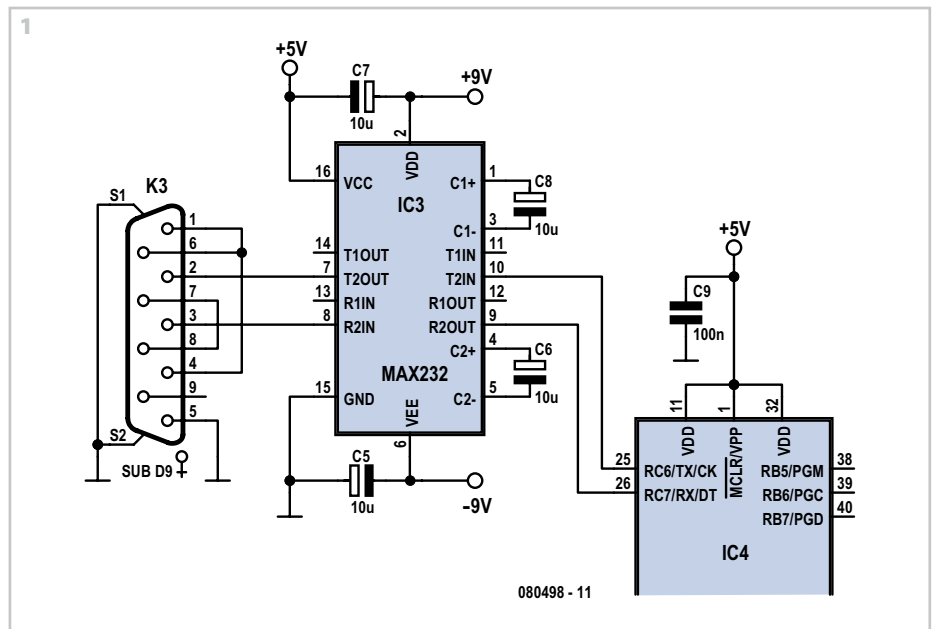 1
+5V
C7
10u
+9V
2
VDD
16
VCC
IC3
C1+
1
C8
10u
C1-
3
K3
S1
1
6
2
7
3
8
4
9
5
S2
SUB D9
14
T1OUT
7
T2OUT
13
R1IN
8
R2IN
T1IN
11
T2IN
10
R1OUT
12
R2OUT
9
C2+
4
C6
10u
C2-
5
MAX232
15
GND
VEE
6
C5
10u
-9V
+5V
C9
100n
11
VDD
1
MCLR/VPP
32
VDD
25
RC6/TX/CK
26
RC7/RX/DT
RB5/PGM
38
RB6/PGC
39
RB7/PGD
40
IC4
080498 - 11